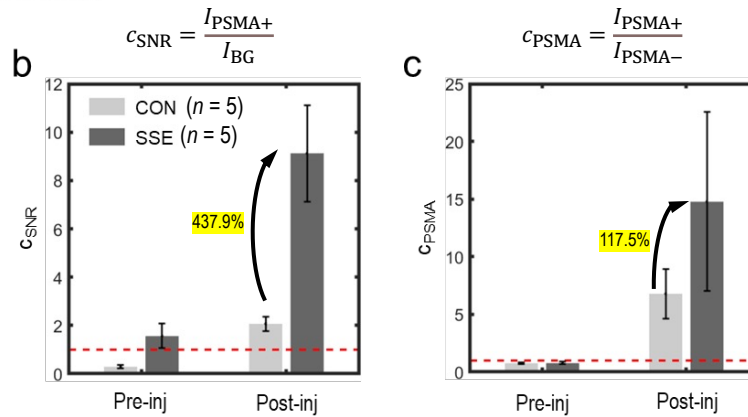 c_SNR = I_PSMA+ / I_BG
c_PSMA = I_PSMA+ / I_PSMA−
b
12
10
8
6
4
2
0
c_SNR
CON (n = 5)
SSE (n = 5)
437.9%
Pre-inj
Post-inj
c
25
20
15
10
5
0
c_PSMA
117.5%
Pre-inj
Post-inj